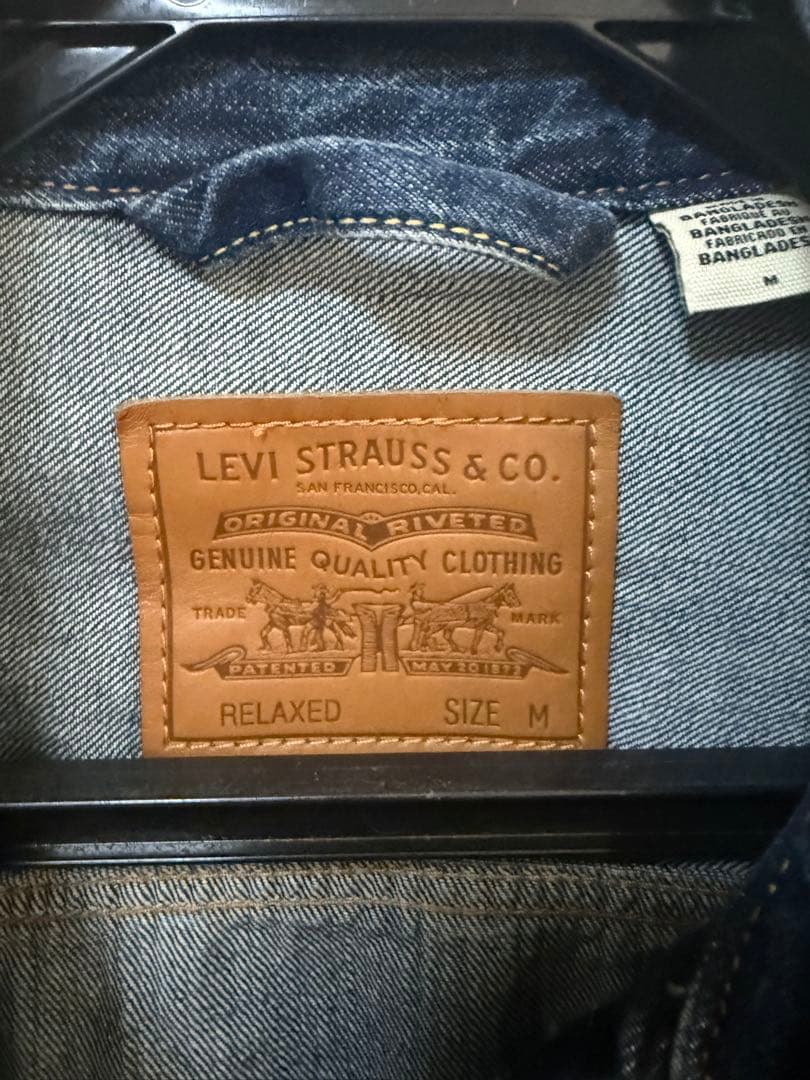 BANGLADESH
FABRIQUÉ AU
BANGLADESH
FABRICADO EN
BANGLADES
M
LEVI STRAUSS & CO.
SAN FRANCISCO, CAL.
ORIGINAL RIVETED
GENUINE QUALITY CLOTHING
TRADE MARK
PATENTED MAY 20 1873
RELAXED SIZE M